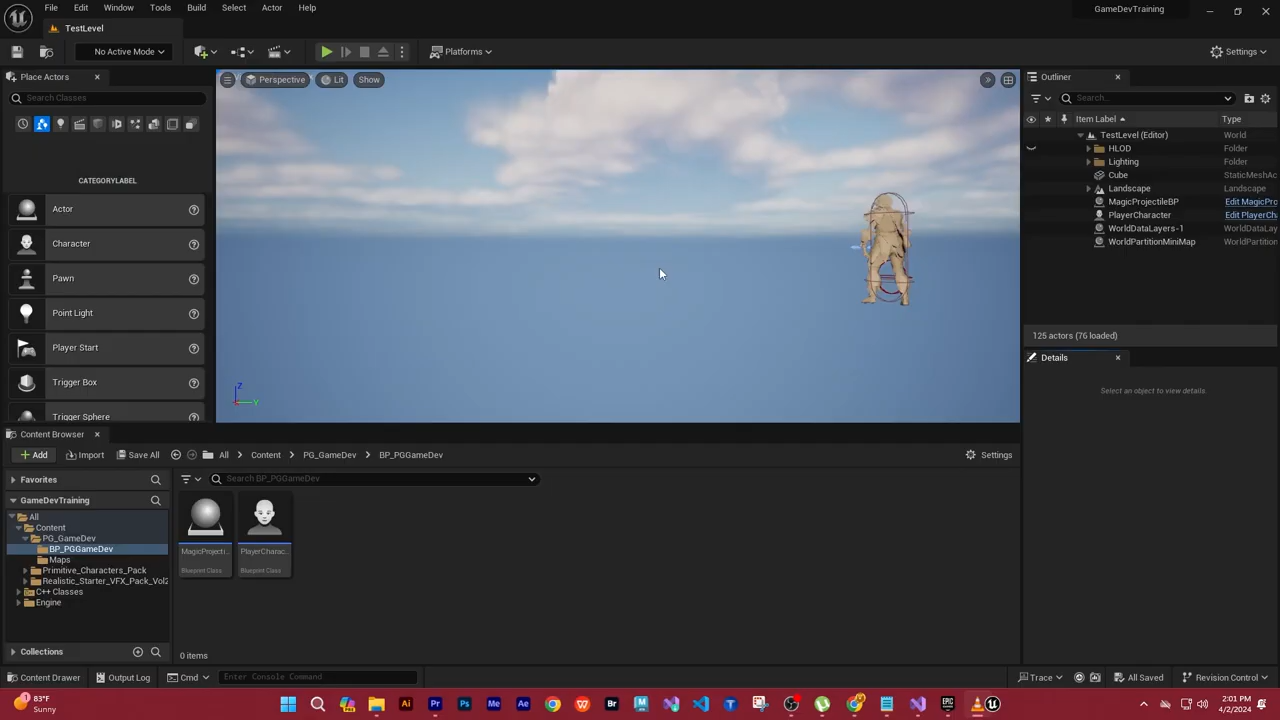 File Edit Window Tools Build Select Actor Help
GameDevTraining
TestLevel
No Active Mode
Platforms
Settings
Place Actors
Search Classes
CATEGORYLABEL
Actor
Character
Pawn
Point Light
Player Start
Trigger Box
Trigger Sphere
Perspective Lit Show
Z
Y
Outliner
Search...
Item Label Type
TestLevel (Editor) World
HLOD Folder
Lighting Folder
Cube StaticMeshAc
Landscape Landscape
MagicProjectileBP Edit MagicPro
PlayerCharacter Edit PlayerCh
WorldDataLayers-1 WorldDataLay
WorldPartitionMiniMap WorldPartition
125 actors (76 loaded)
Details
Select an object to view details.
Content Browser
Add Import Save All All Content PG_GameDev BP_PGGameDev Settings
Favorites
Search BP_PGGameDev
GameDevTraining
All
Content
PG_GameDev
BP_PGGameDev
Maps
Primitive_Characters_Pack
Realistic_Starter_VFX_Pack_Vol2
C++ Classes
Engine
Collections
MagicProjecti...
Blueprint Class
PlayerCharac...
Blueprint Class
0 items
Content Drawer Output Log Cmd Enter Console Command Trace All Saved Revision Control
83°F
Sunny
2:01 PM
4/2/2024